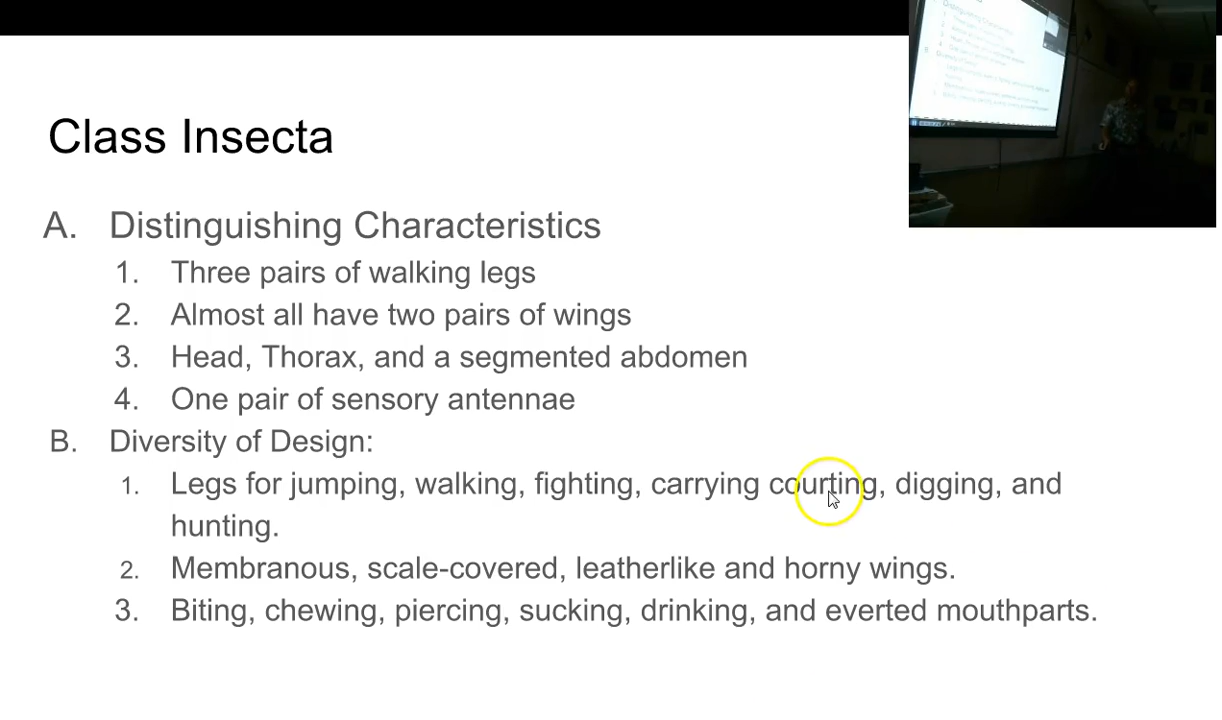 Class Insecta
A. Distinguishing Characteristics
1. Three pairs of walking legs
2. Almost all have two pairs of wings
3. Head, Thorax, and a segmented abdomen
4. One pair of sensory antennae
B. Diversity of Design:
1. Legs for jumping, walking, fighting, carrying courting, digging, and
hunting.
2. Membranous, scale-covered, leatherlike and horny wings.
3. Biting, chewing, piercing, sucking, drinking, and everted mouthparts.